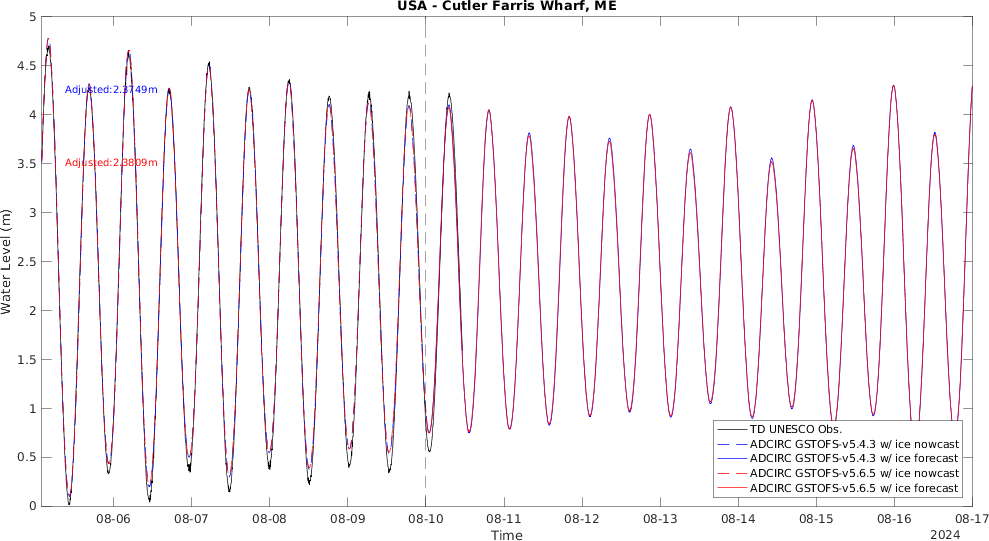 USA - Cutler Farris Wharf, ME
5
4.5
4
3.5
3
2.5
2
1.5
1
0.5
0
Water Level (m)
Adjusted:2.3749m
Adjusted:2.3809m
TD UNESCO Obs.
ADCIRC GSTOFS-v5.4.3 w/ ice nowcast
ADCIRC GSTOFS-v5.4.3 w/ ice forecast
ADCIRC GSTOFS-v5.6.5 w/ ice nowcast
ADCIRC GSTOFS-v5.6.5 w/ ice forecast
08-06 08-07 08-08 08-09 08-10 08-11 08-12 08-13 08-14 08-15 08-16 08-17
Time
2024